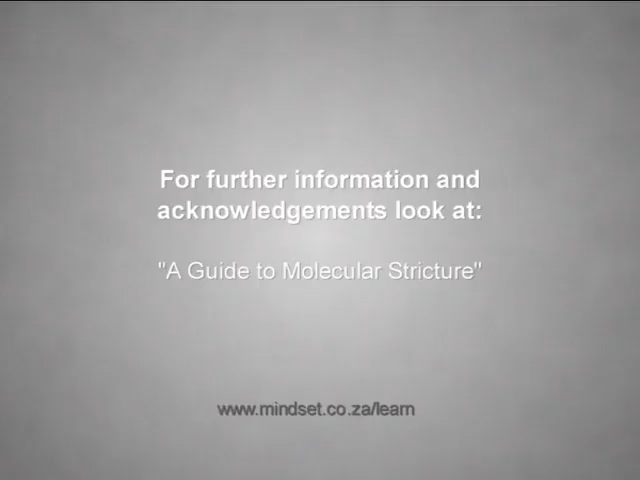 For further information and
acknowledgements look at:
"A Guide to Molecular Stricture"
www.mindset.co.za/learn